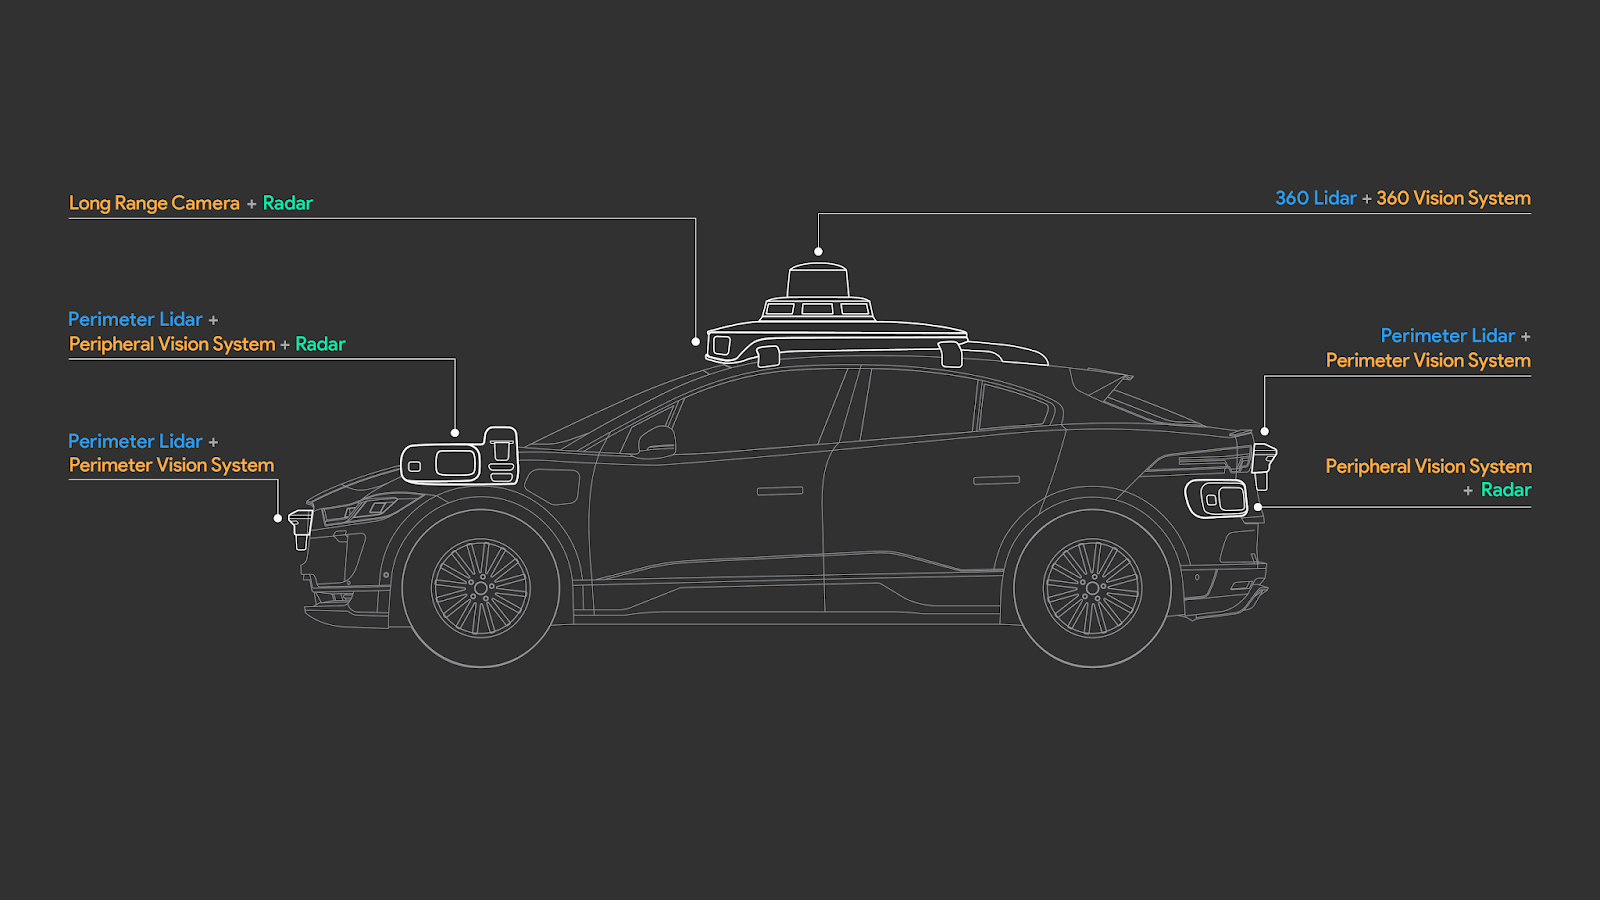 Long Range Camera + Radar
360 Lidar + 360 Vision System
Perimeter Lidar +
Peripheral Vision System + Radar
Perimeter Lidar +
Perimeter Vision System
Perimeter Lidar +
Perimeter Vision System
Peripheral Vision System
+ Radar